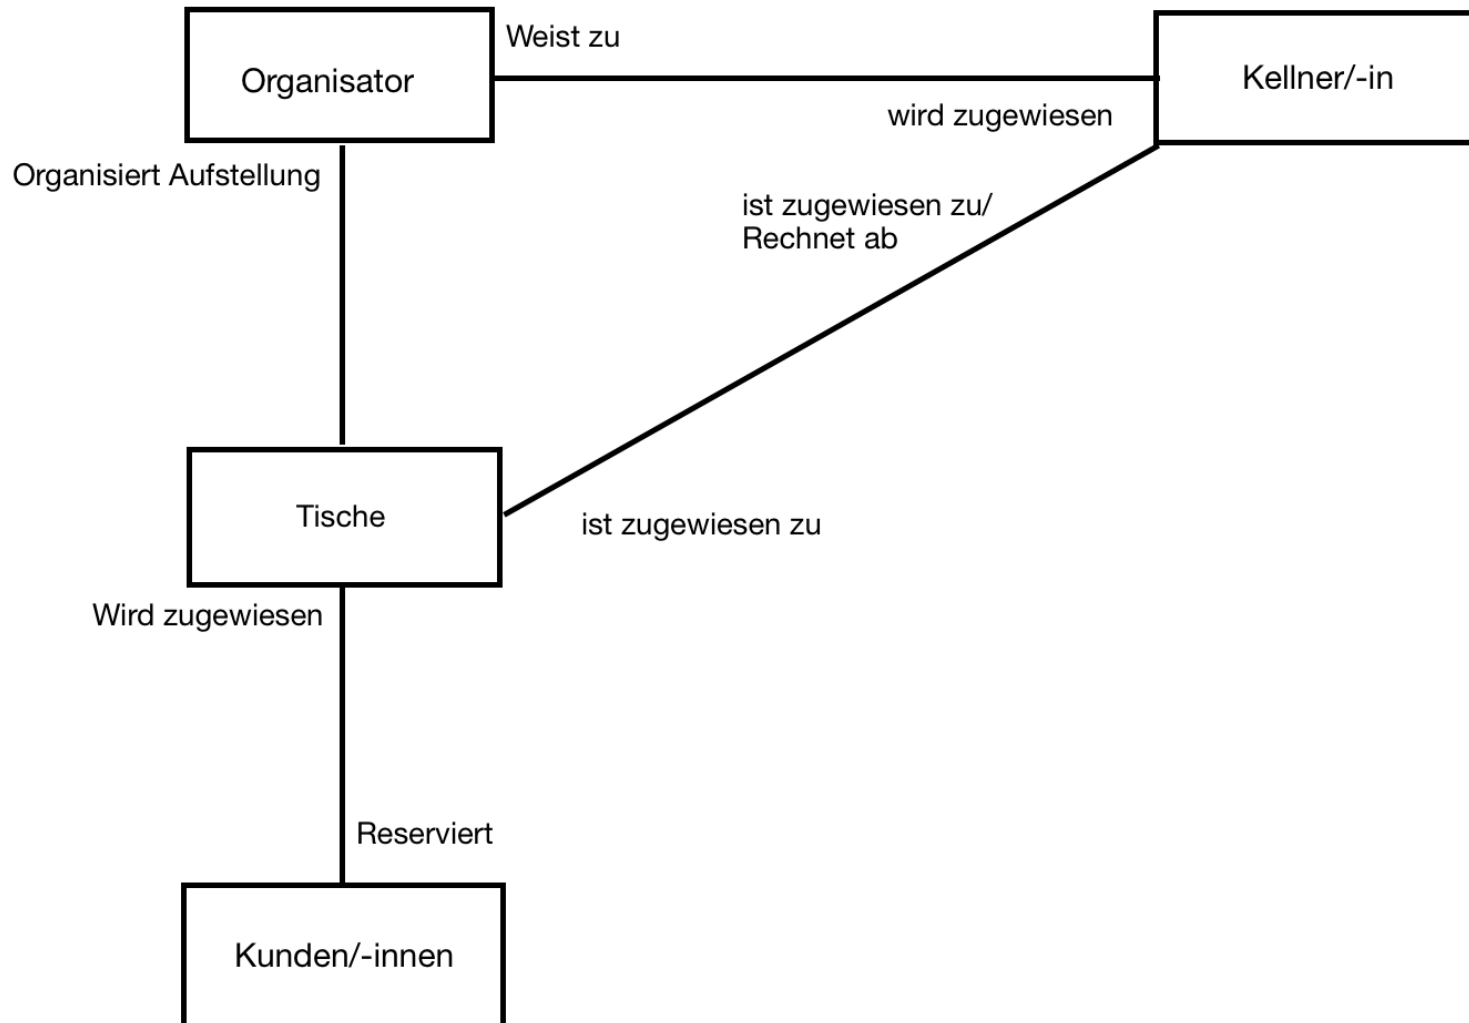 Weist zu
Organisator
Kellner/-in
wird zugewiesen
Organisiert Aufstellung
ist zugewiesen zu/
Rechnet ab
Tische
ist zugewiesen zu
Wird zugewiesen
Reserviert
Kunden/-innen